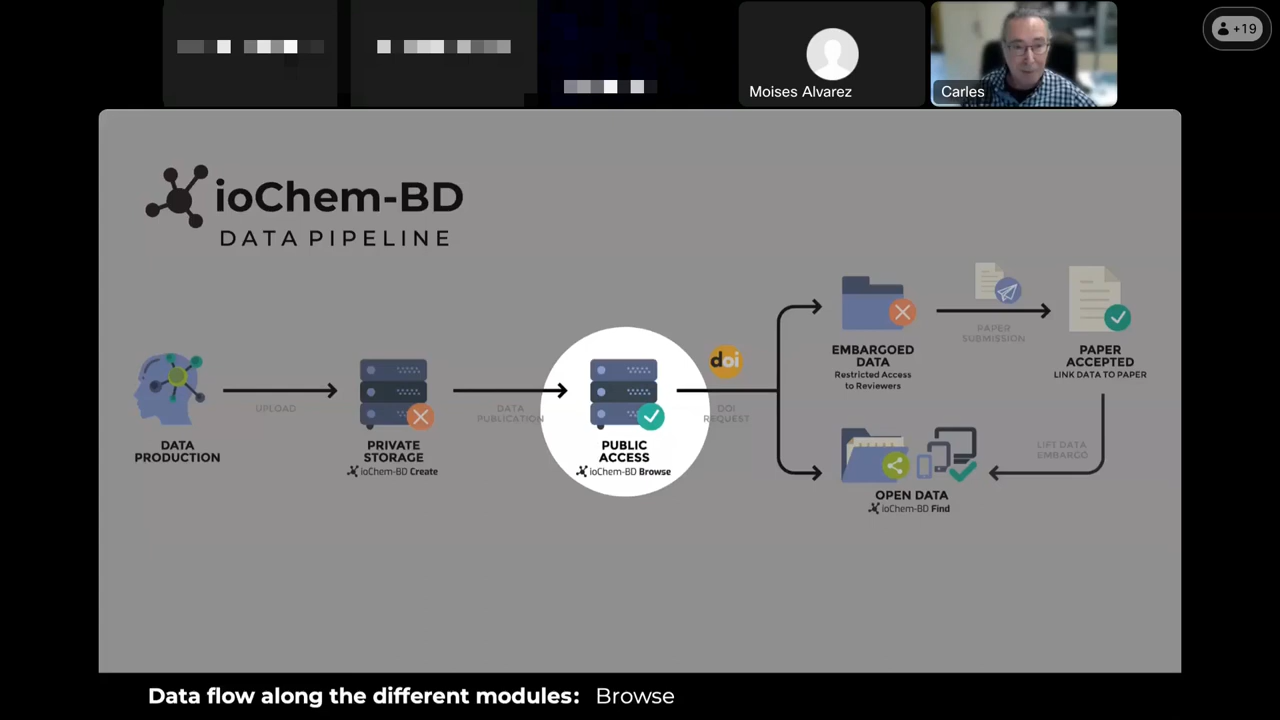 Moises Alvarez
Carles
+19
ioChem-BD
DATA PIPELINE
DATA
PRODUCTION
UPLOAD
PRIVATE
STORAGE
ioChem-BD Create
DATA
PUBLICATION
PUBLIC
ACCESS
ioChem-BD Browse
doi
DOI
REQUEST
EMBARGOED
DATA
Restricted Access
to Reviewers
PAPER
SUBMISSION
PAPER
ACCEPTED
LINK DATA TO PAPER
LIFT DATA
EMBARGO
OPEN DATA
ioChem-BD Find
Data flow along the different modules: Browse